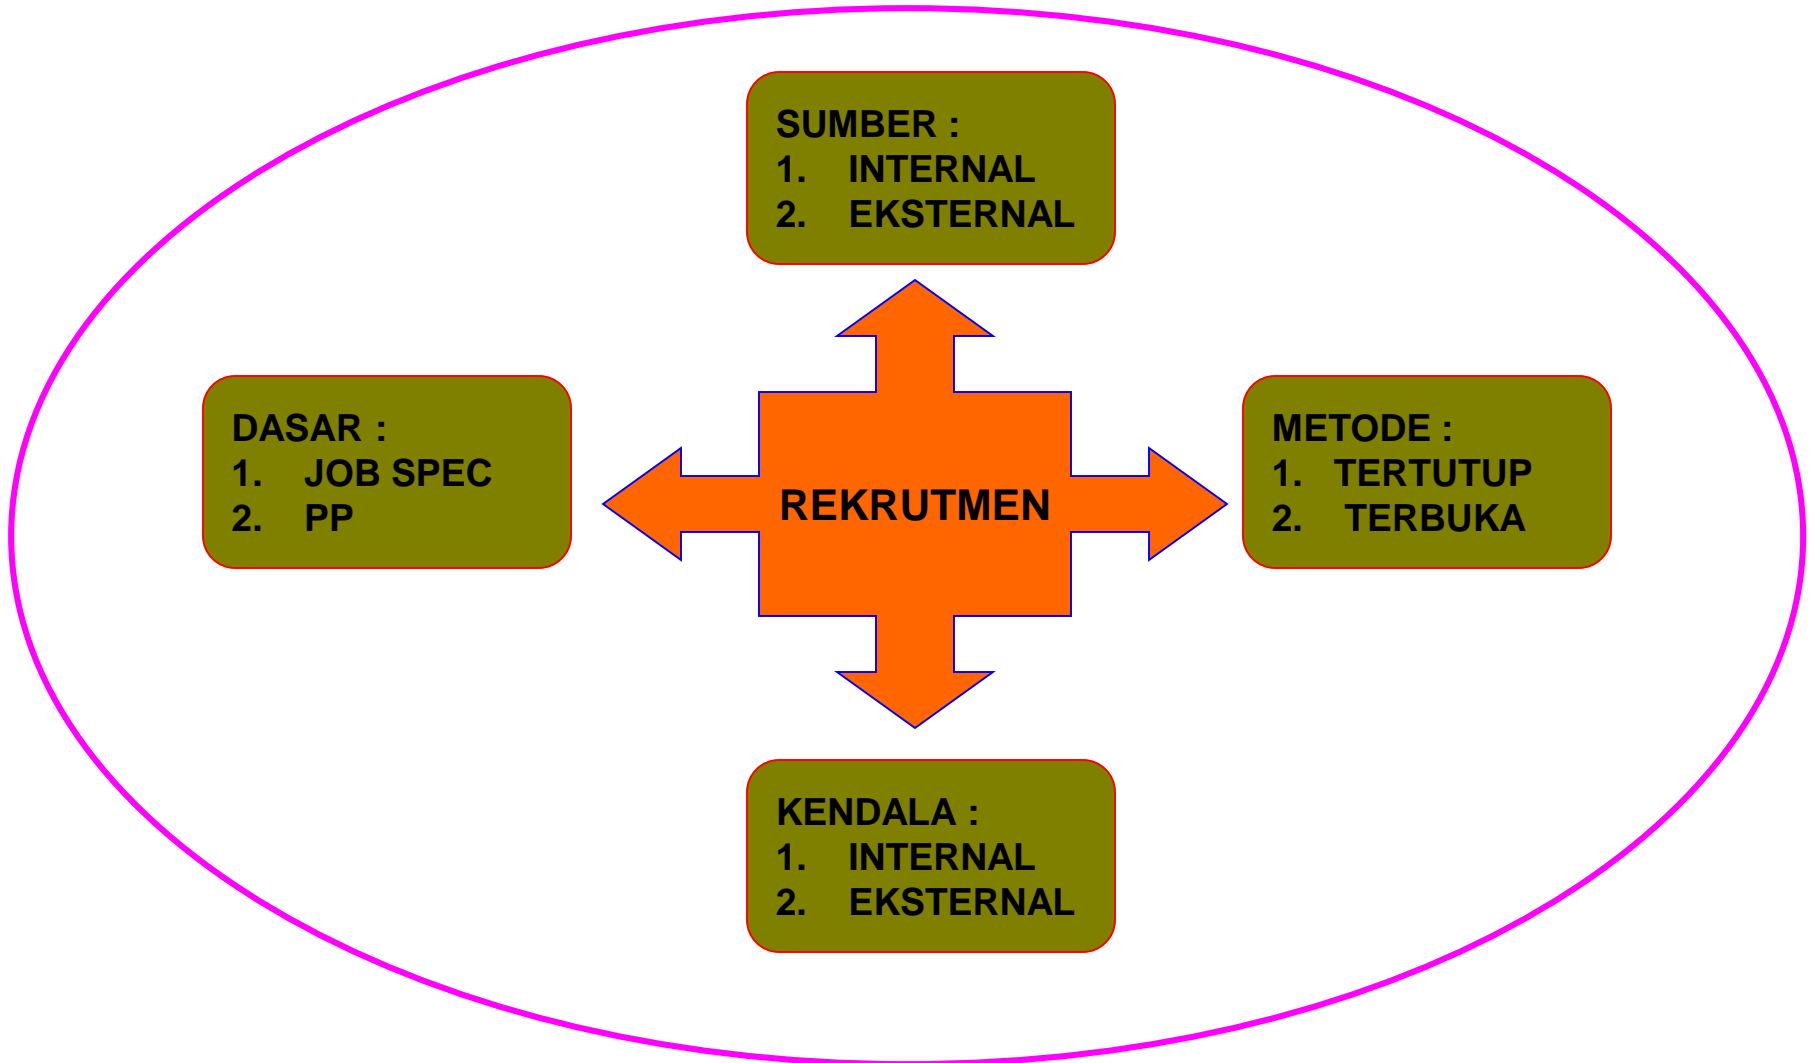 SUMBER :
1. INTERNAL
2. EKSTERNAL
DASAR :
1. JOB SPEC
2. PP
REKRUTMEN
METODE :
1. TERTUTUP
2. TERBUKA
KENDALA :
1. INTERNAL
2. EKSTERNAL